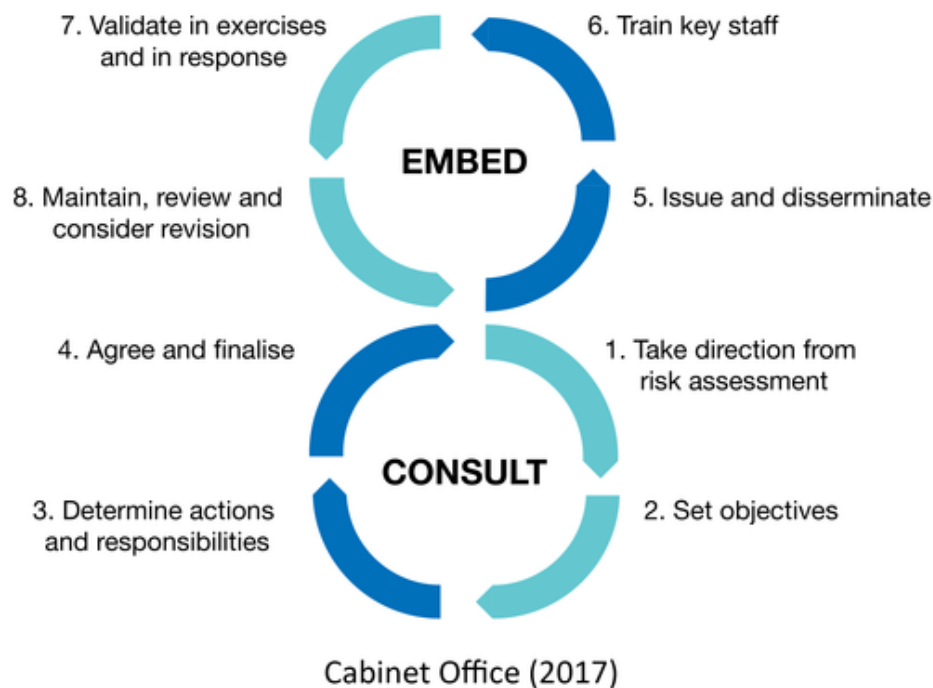 7. Validate in exercises
and in response
6. Train key staff
EMBED
8. Maintain, review and
consider revision
5. Issue and disserminate
4. Agree and finalise
1. Take direction from
risk assessment
CONSULT
3. Determine actions
and responsibilities
2. Set objectives
Cabinet Office (2017)